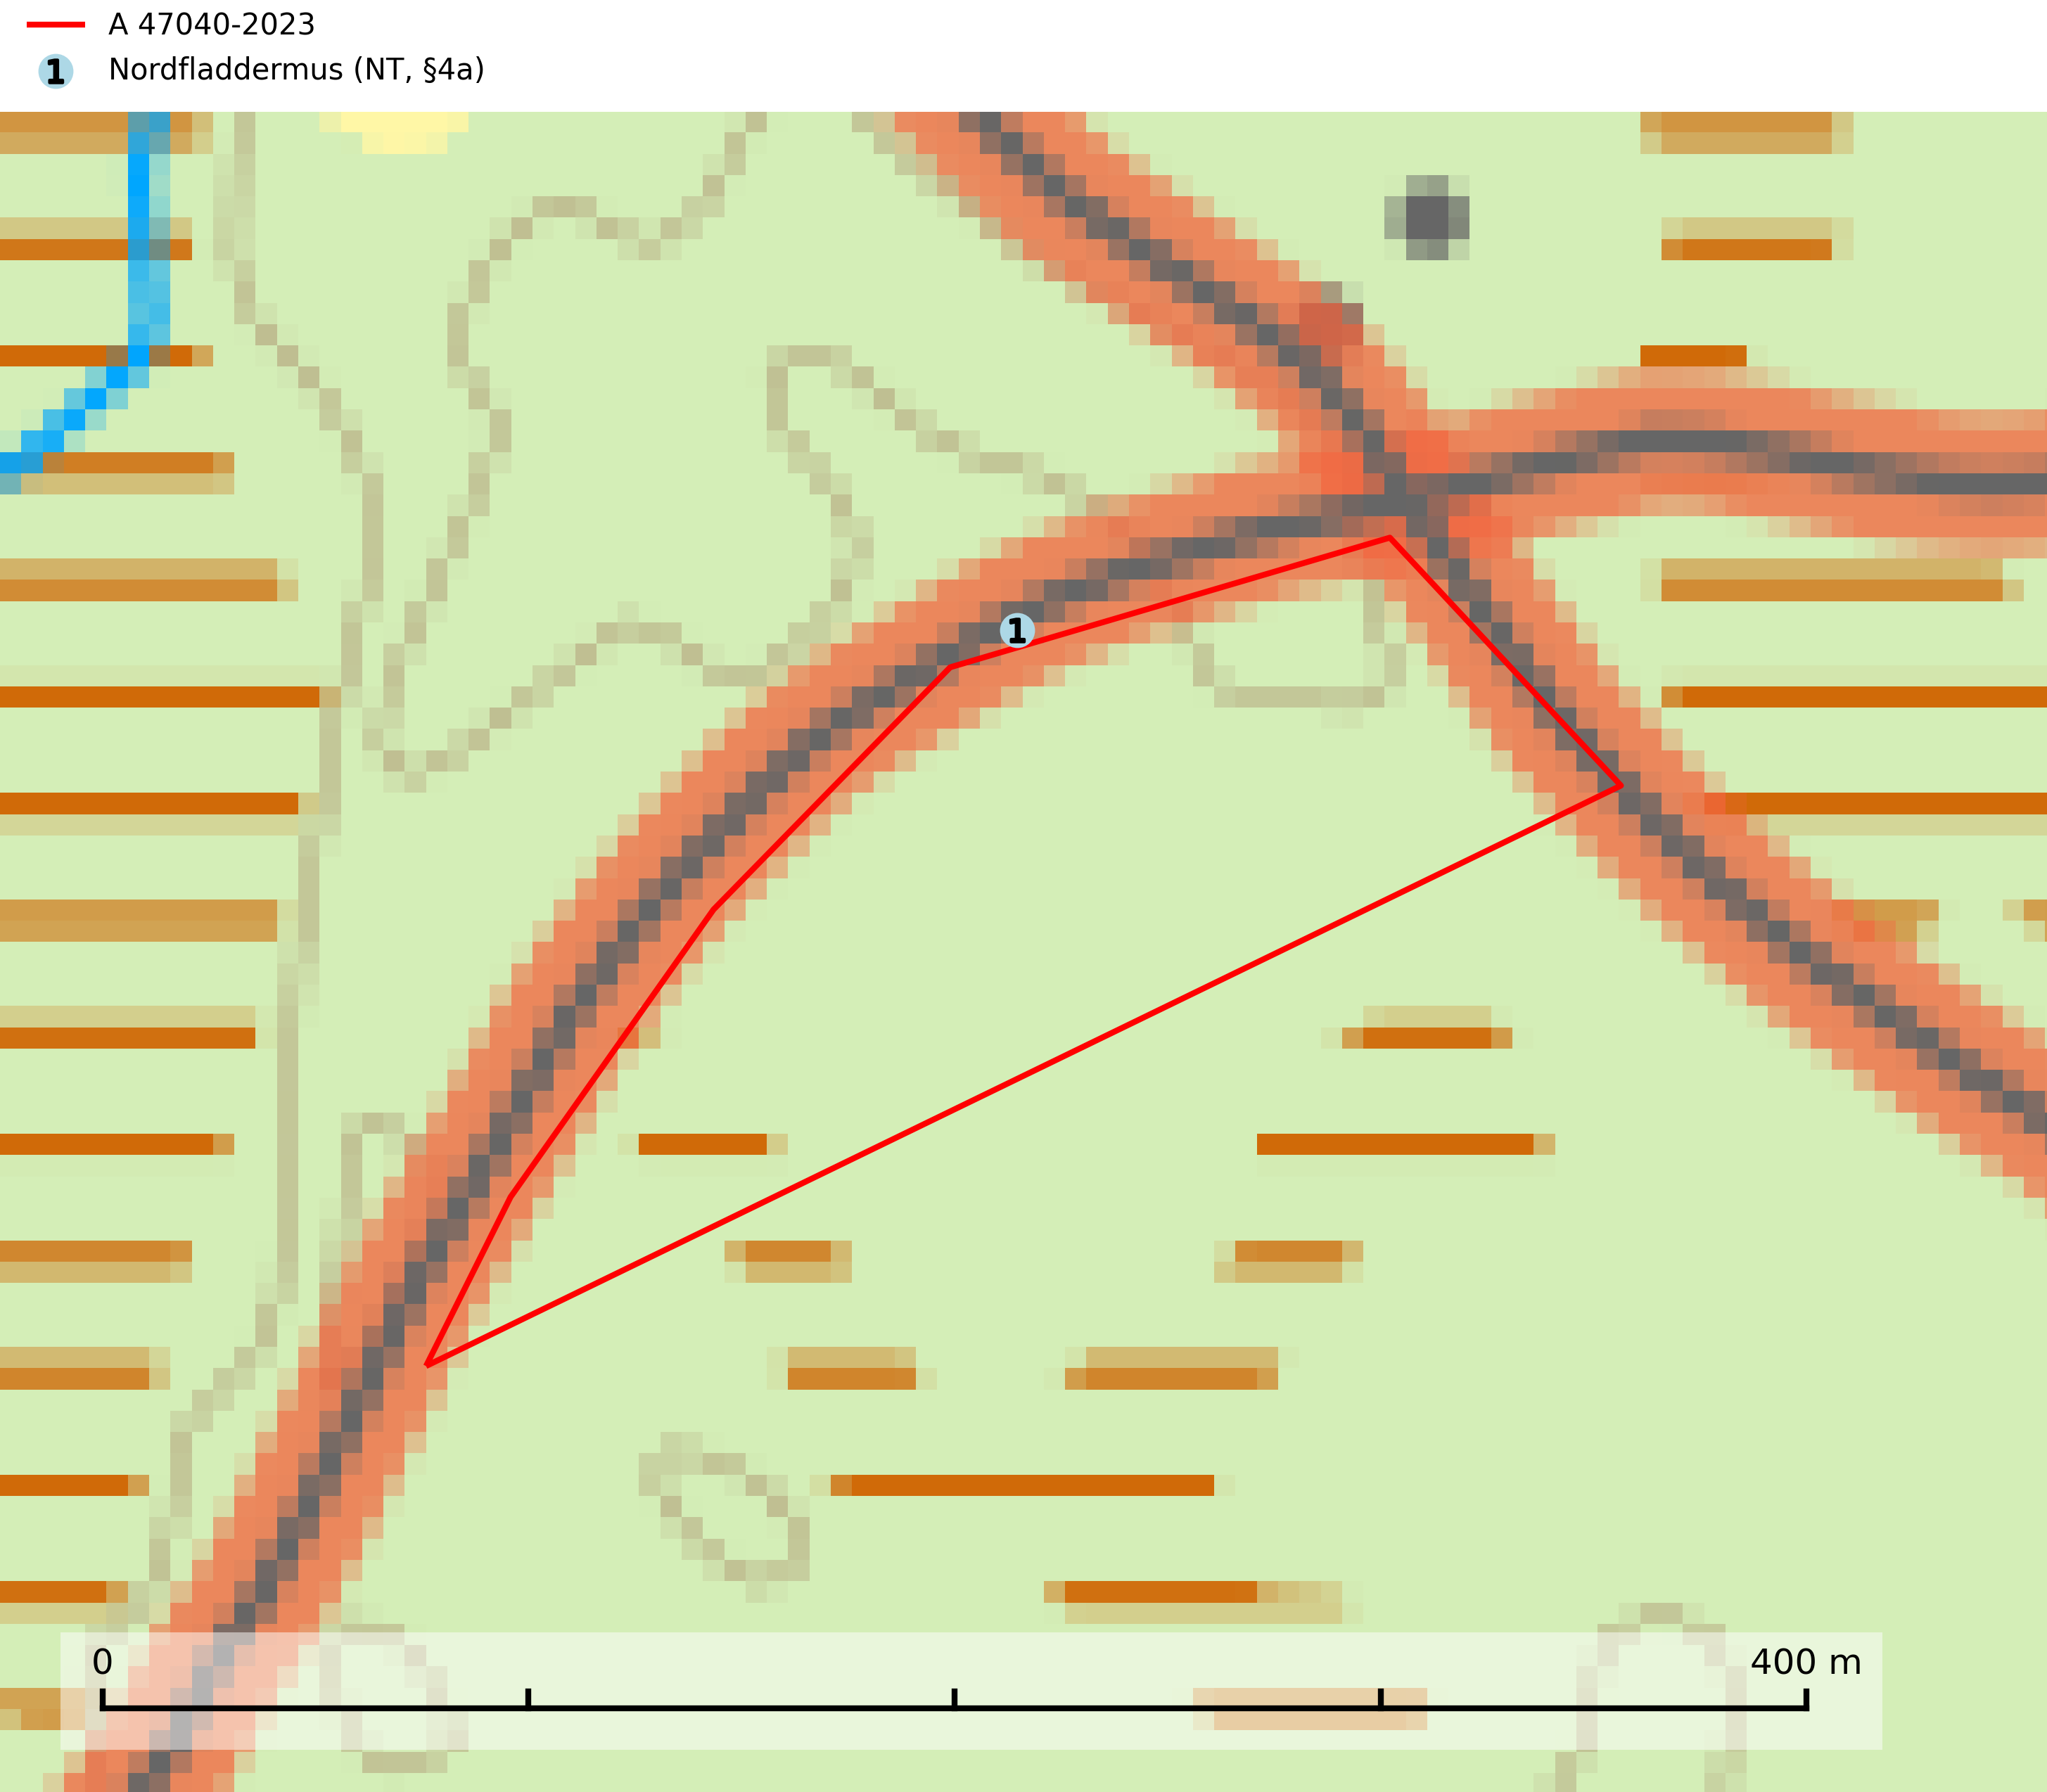 A 47040-2023
1 Nordfladdermus (NT, §4a)
1
0 400 m